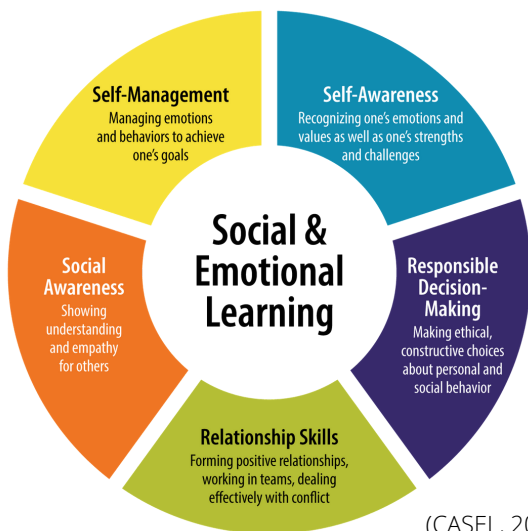 Self-Management
Managing emotions
and behaviors to achieve
one's goals
Self-Awareness
Recognizing one's emotions and
values as well as one's strengths
and challenges
Social &
Emotional
Learning
Social
Awareness
Showing
understanding
and empathy
for others
Responsible
Decision-
Making
Making ethical,
constructive choices
about personal and
social behavior
Relationship Skills
Forming positive relationships,
working in teams, dealing
effectively with conflict
(CASEL,